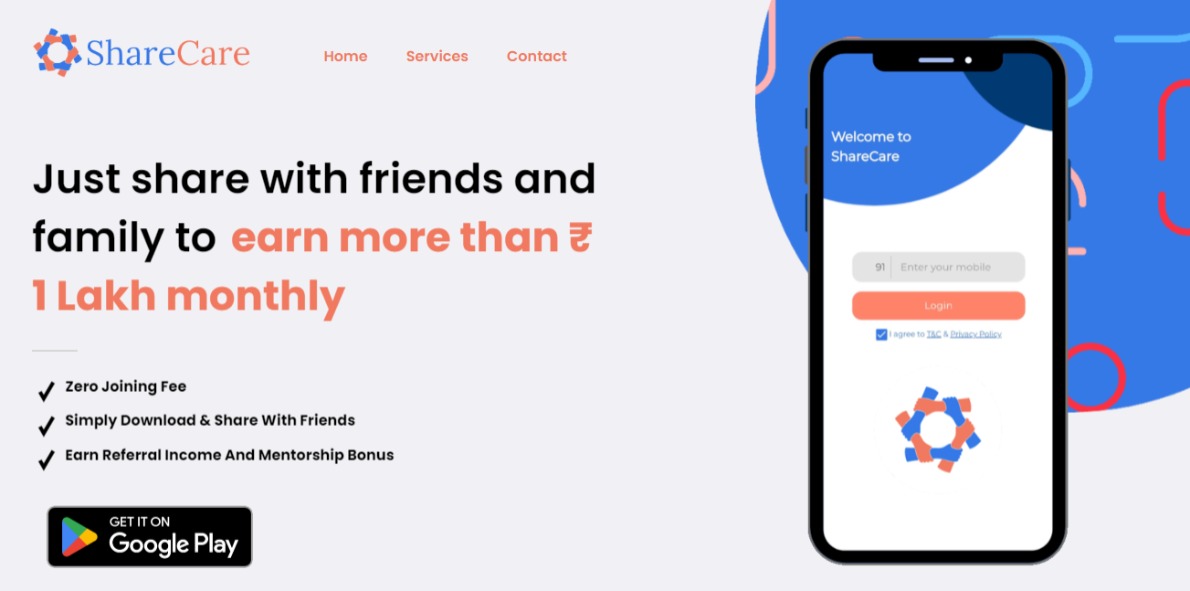 ShareCare
Home
Services
Contact
Just share with friends and
family to earn more than ₹
1 Lakh monthly
Zero Joining Fee
Simply Download & Share With Friends
Earn Referral Income And Mentorship Bonus
GET IT ON
Google Play
Welcome to
ShareCare
91 Enter your mobile
Login
I agree to T&C & Privacy Policy